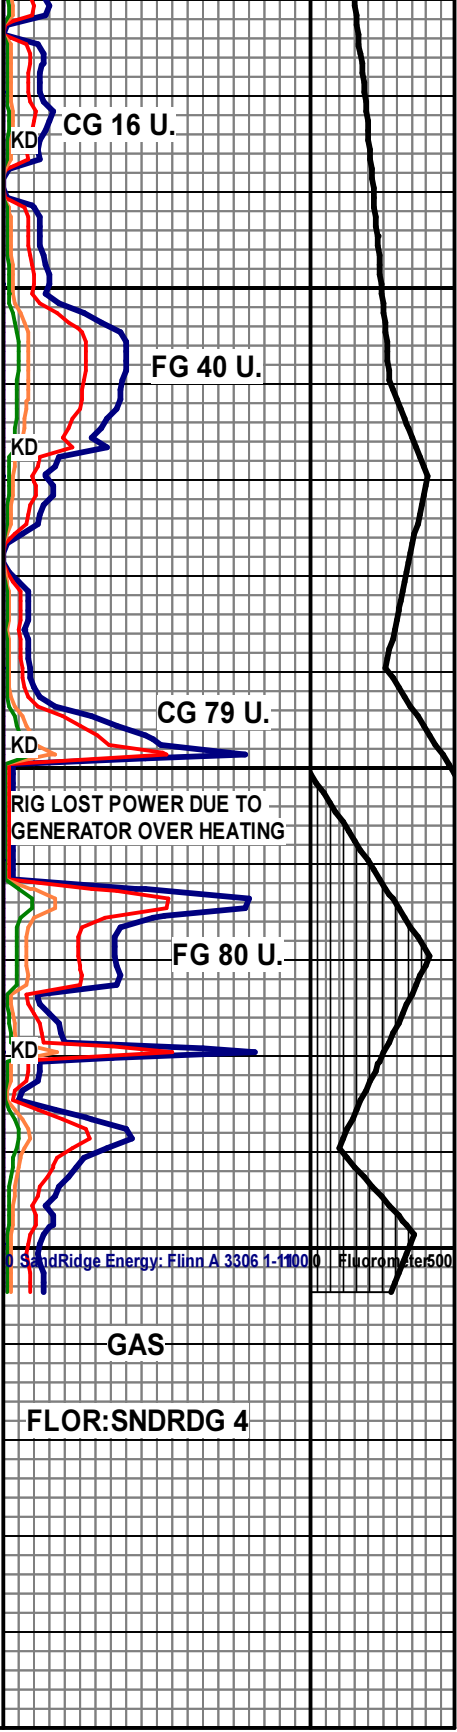 CG 16 U.
KD
FG 40 U.
KD
CG 79 U.
KD
RIG LOST POWER DUE TO
GENERATOR OVER HEATING
FG 80 U.
KD
0 SandRidge Energy: Flinn A 3306 1-11 100 0 Fluorometer 500
GAS
FLOR:SNDRDG 4